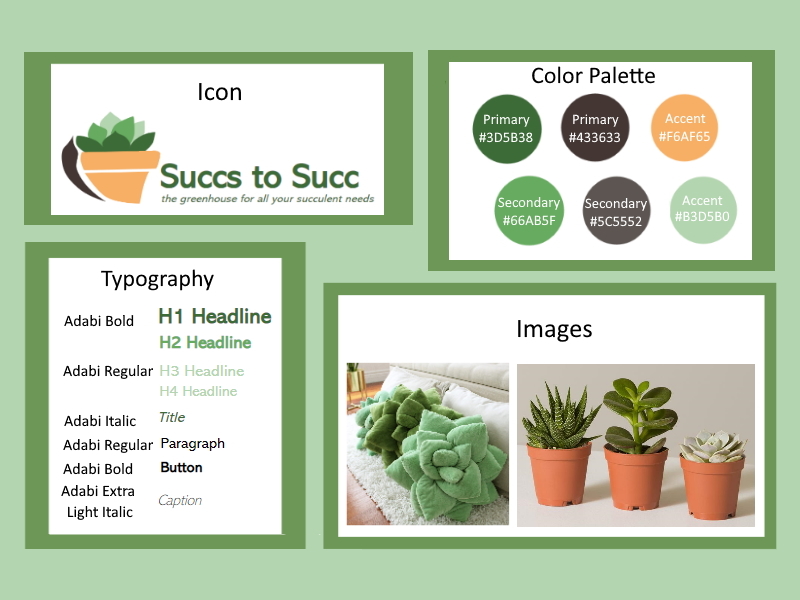 Icon
Succs to Succ
the greenhouse for all your succulent needs
Color Palette
Primary
#3D5B38
Primary
#433633
Accent
#F6AF65
Secondary
#66AB5F
Secondary
#5C5552
Accent
#B3D5B0
Typography
Adabi Bold
H1 Headline
H2 Headline
Adabi Regular
H3 Headline
H4 Headline
Adabi Italic
Title
Adabi Regular
Paragraph
Adabi Bold
Button
Adabi Extra
Light Italic
Caption
Images